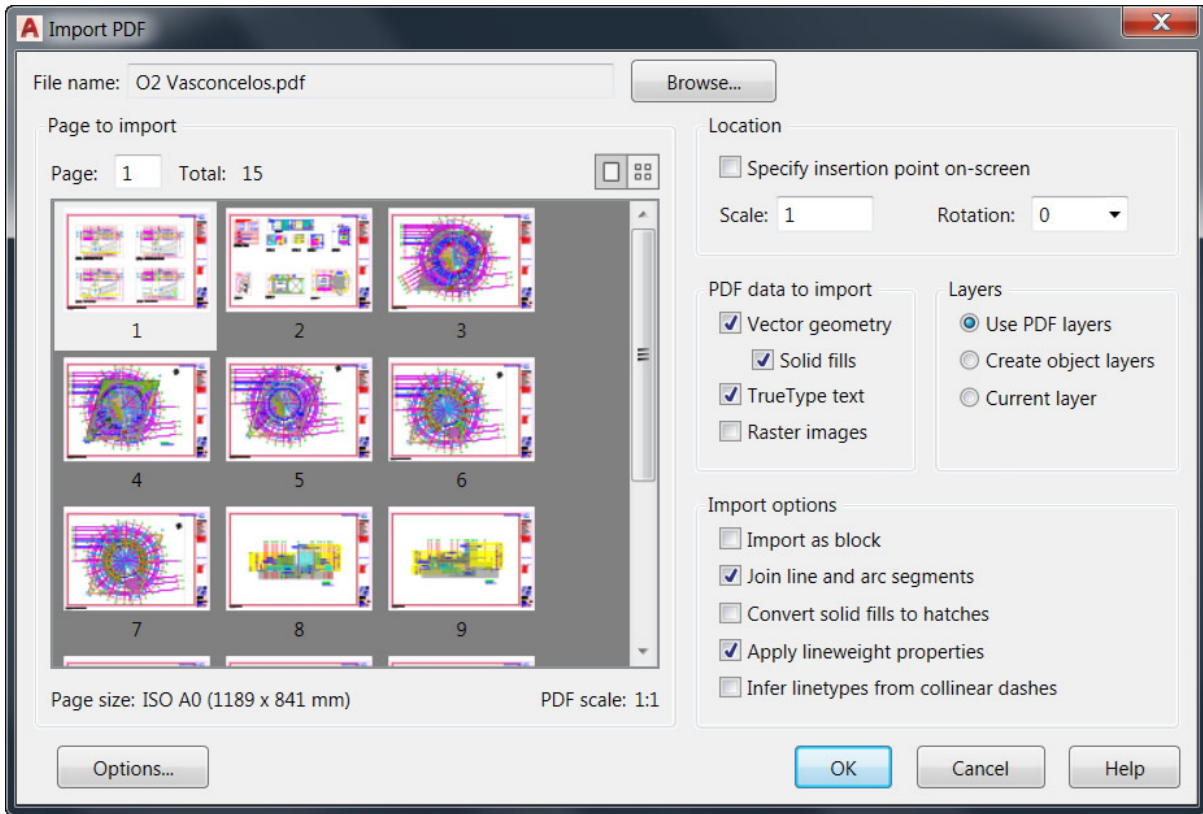 Import PDF
File name: O2 Vasconcelos.pdf Browse...
Page to import
Page: 1 Total: 15
1 2 3
4 5 6
7 8 9
Page size: ISO A0 (1189 x 841 mm) PDF scale: 1:1
Location
Specify insertion point on-screen
Scale: 1 Rotation: 0
PDF data to import
Vector geometry
Solid fills
TrueType text
Raster images
Layers
Use PDF layers
Create object layers
Current layer
Import options
Import as block
Join line and arc segments
Convert solid fills to hatches
Apply lineweight properties
Infer linetypes from collinear dashes
Options... OK Cancel Help